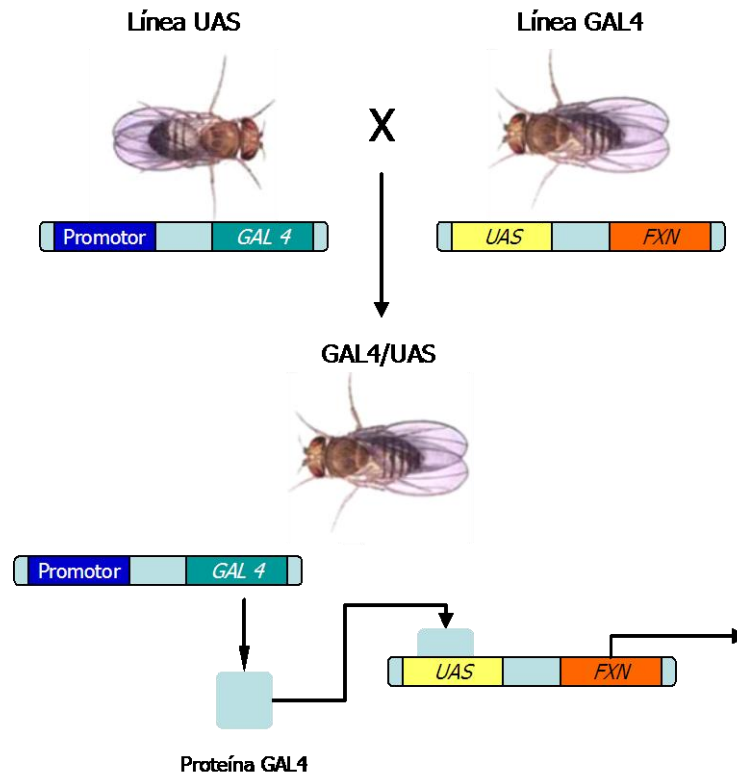 Línea UAS
Línea GAL4
X
Promotor GAL 4
UAS FXN
GAL4/UAS
Promotor GAL 4
UAS FXN
Proteína GAL4